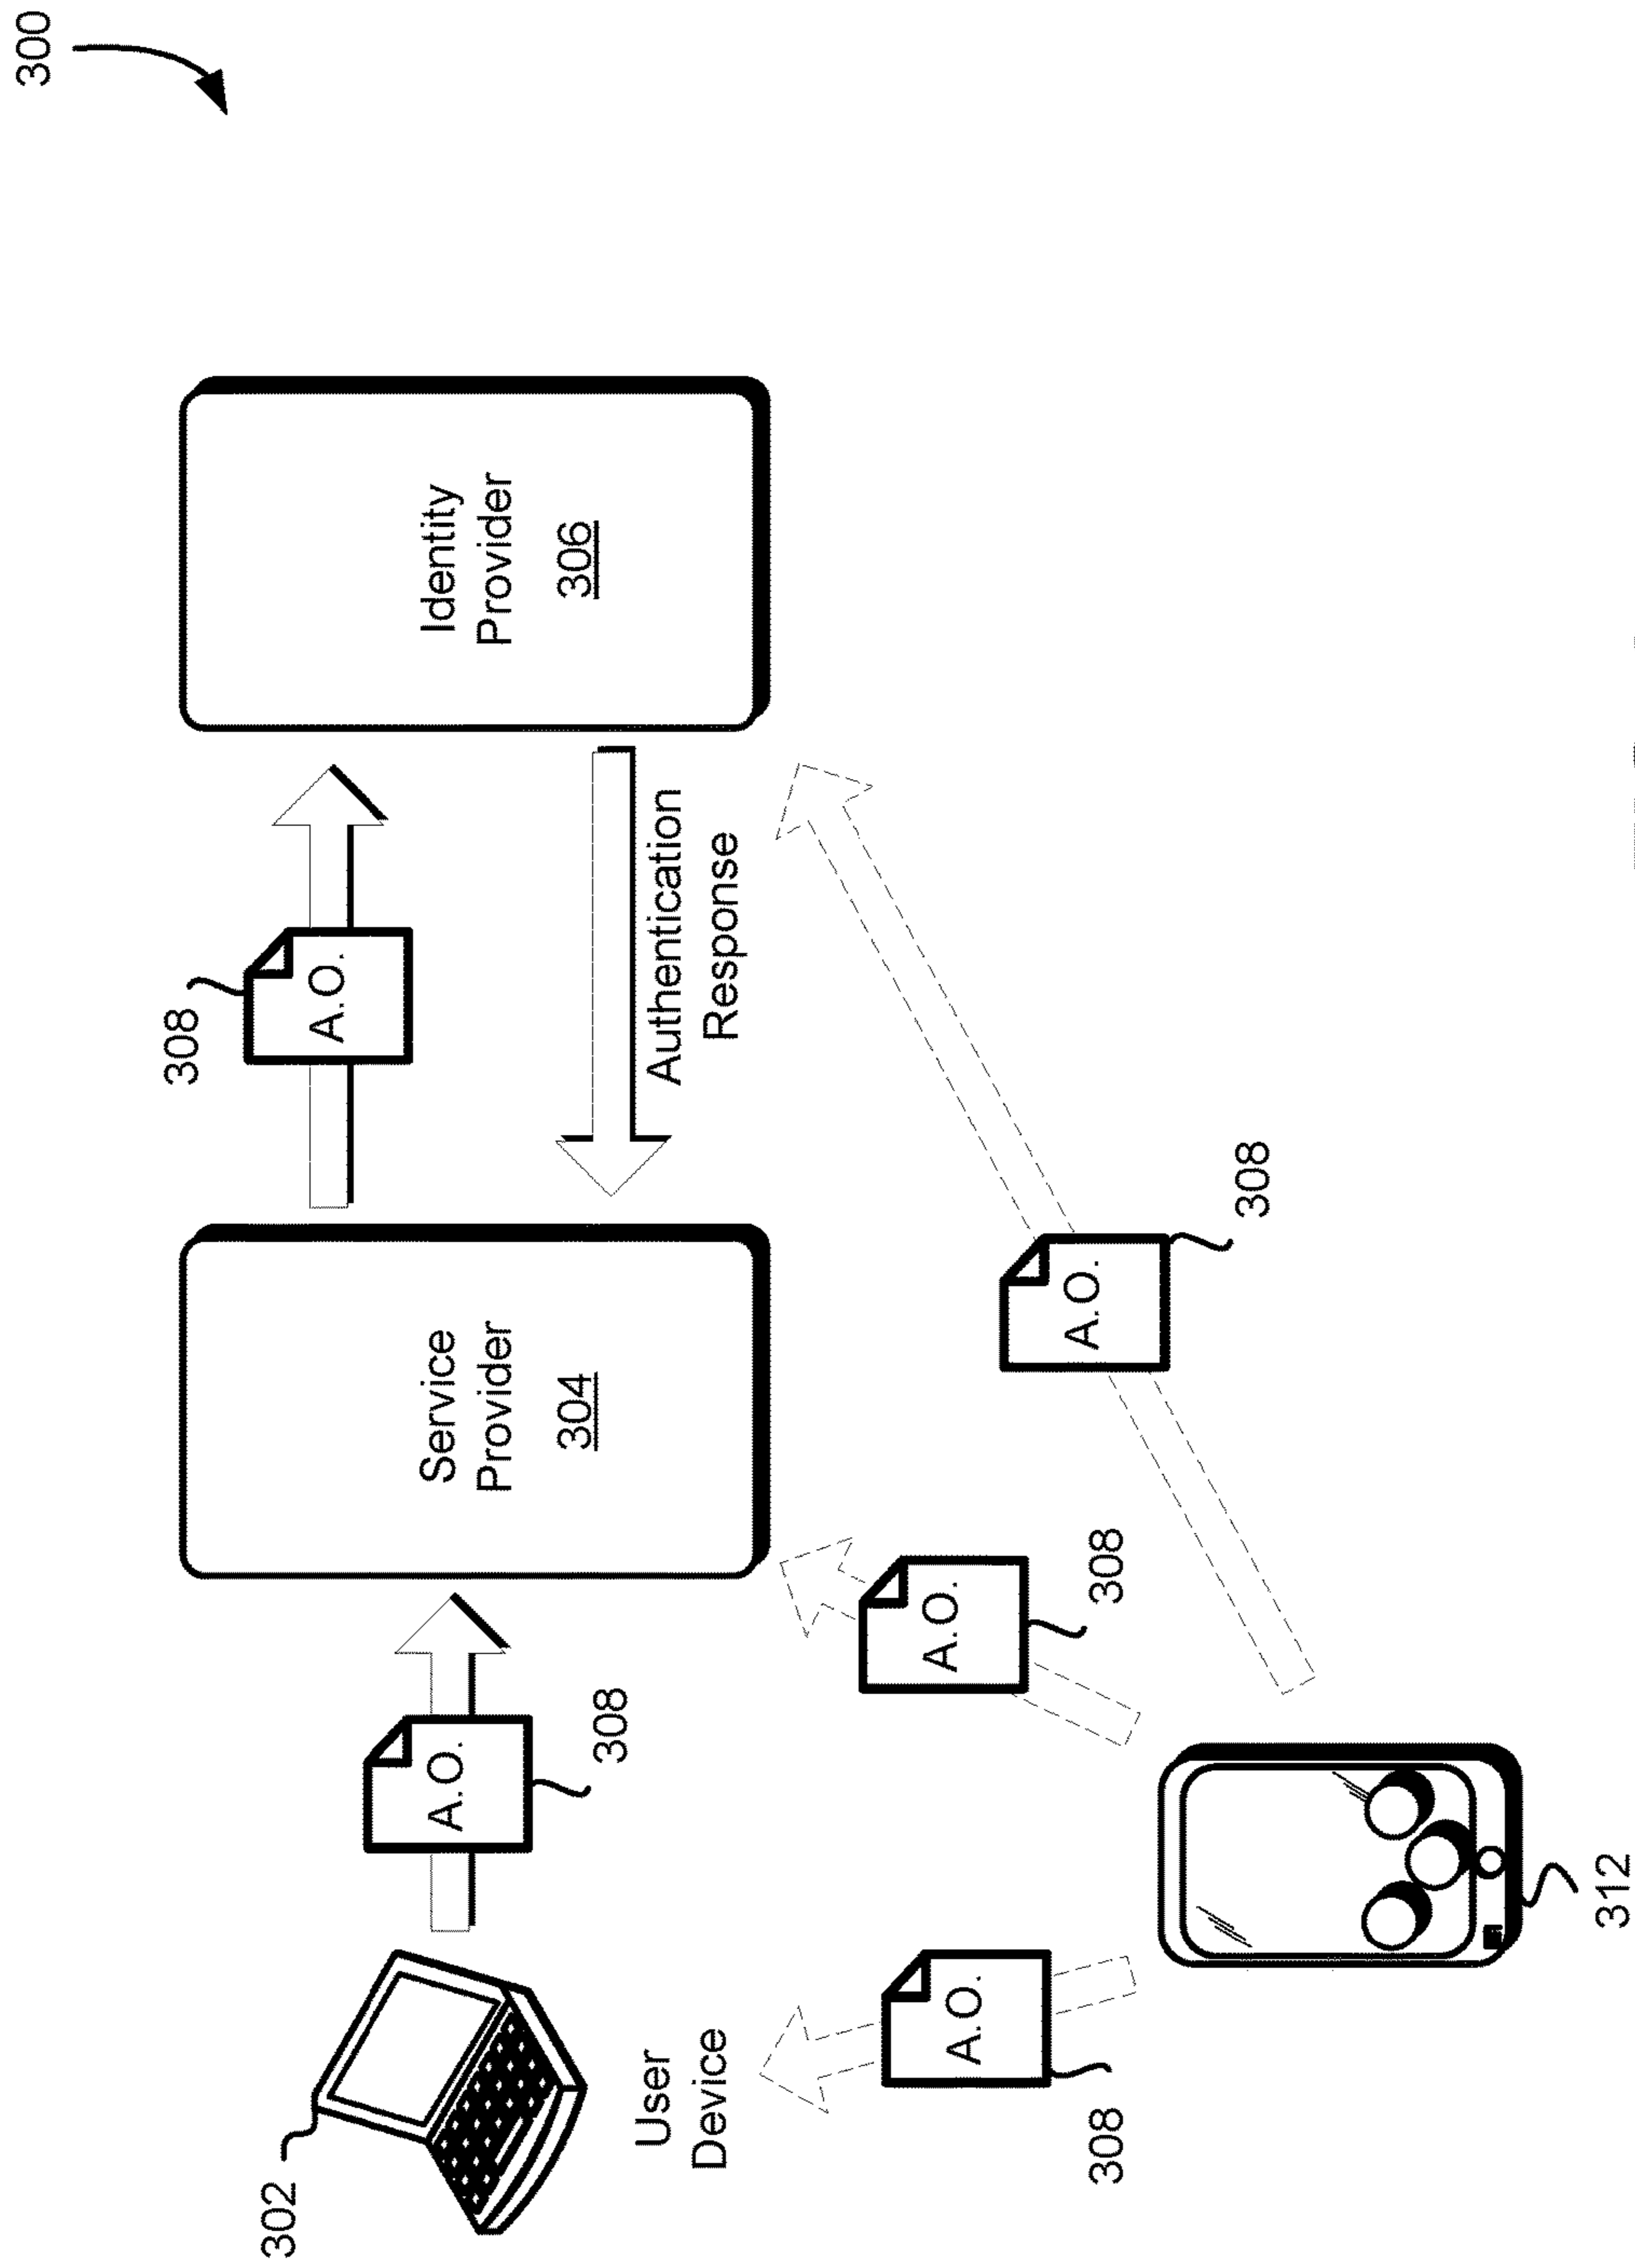 300
308
A.O.
302
308
A.O.
Service
Provider
304
Identity
Provider
306
Authentication
Response
User
Device
308
A.O.
A.O.
308
A.O.
308
312